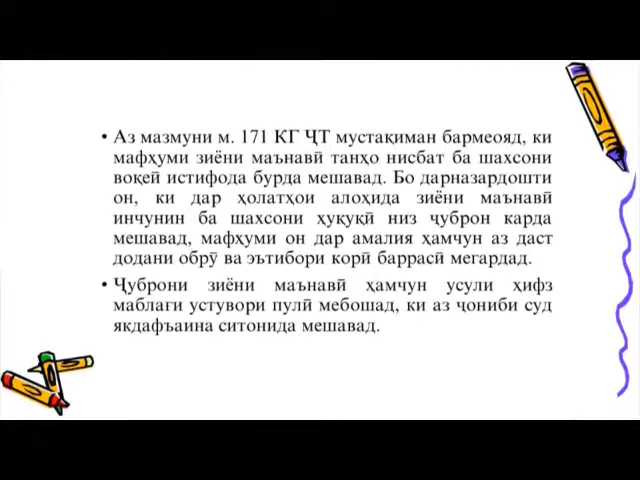 • Аз мазмуни м. 171 КГ ҶТ мустақиман бармеояд, ки
мафҳуми зиёни маънавӣ танҳо нисбат ба шахсони
воқеӣ истифода бурда мешавад. Бо дарназардошти
он, ки дар ҳолатҳои алоҳида зиёни маънавӣ
инчунин ба шахсони ҳуқуқӣ низ ҷуброн карда
мешавад, мафҳуми он дар амалия ҳамчун аз даст
додани обрӯ ва эътибори корӣ баррасӣ мегардад.
• Ҷуброни зиёни маънавӣ ҳамчун усули ҳифз
маблағи устувори пулӣ мебошад, ки аз ҷониби суд
якдафъаина ситонида мешавад.